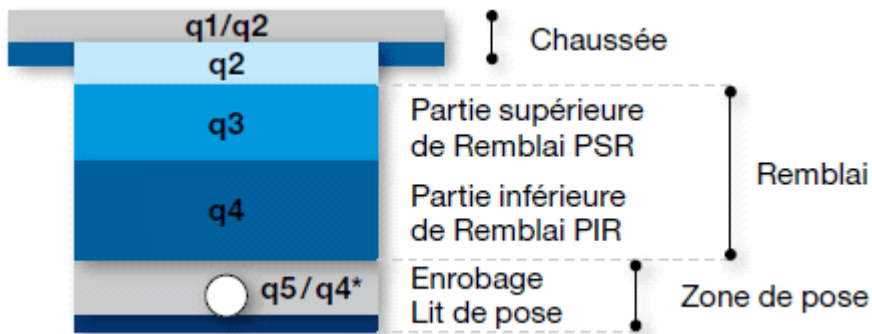 q1/q2
Chaussée
q2
q3
Partie supérieure
de Remblai PSR
Remblai
q4
Partie inférieure
de Remblai PIR
q5/q4*
Enrobage
Lit de pose
Zone de pose